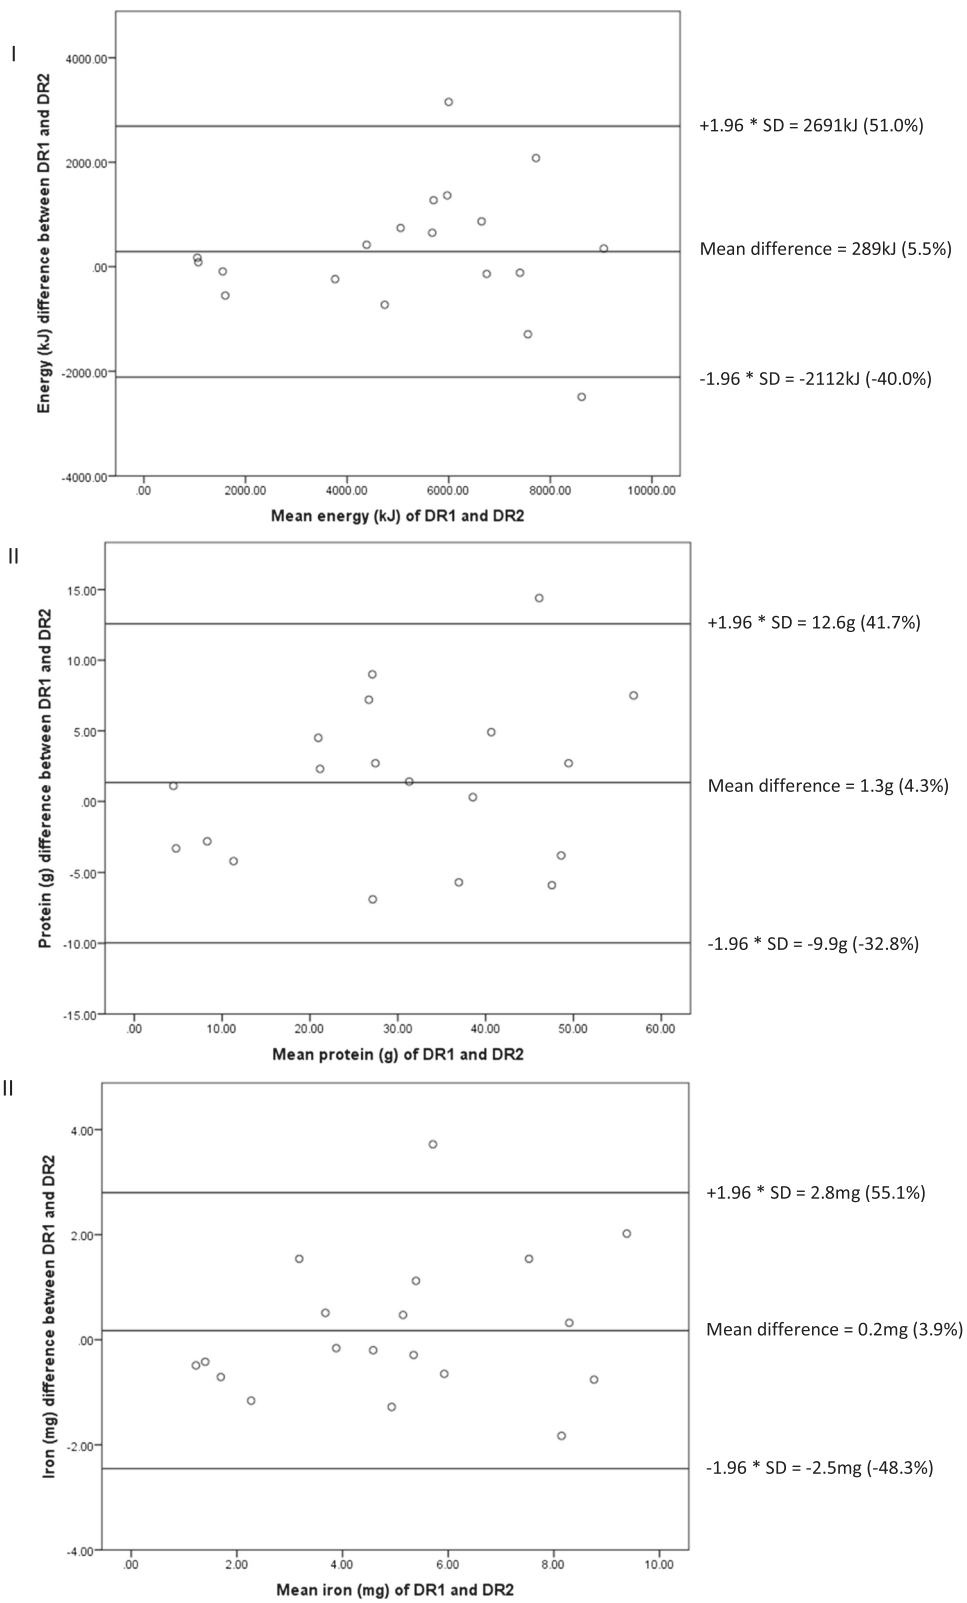 I
Energy (kJ) difference between DR1 and DR2
4000.00
2000.00
.00
-2000.00
-4000.00
+1.96 * SD = 2691kJ (51.0%)
Mean difference = 289kJ (5.5%)
-1.96 * SD = -2112kJ (-40.0%)
.00 2000.00 4000.00 6000.00 8000.00 10000.00
Mean energy (kJ) of DR1 and DR2
II
Protein (g) difference between DR1 and DR2
15.00
10.00
5.00
.00
-5.00
-10.00
-15.00
+1.96 * SD = 12.6g (41.7%)
Mean difference = 1.3g (4.3%)
-1.96 * SD = -9.9g (-32.8%)
.00 10.00 20.00 30.00 40.00 50.00 60.00
Mean protein (g) of DR1 and DR2
II
Iron (mg) difference between DR1 and DR2
4.00
2.00
.00
-2.00
-4.00
+1.96 * SD = 2.8mg (55.1%)
Mean difference = 0.2mg (3.9%)
-1.96 * SD = -2.5mg (-48.3%)
.00 2.00 4.00 6.00 8.00 10.00
Mean iron (mg) of DR1 and DR2